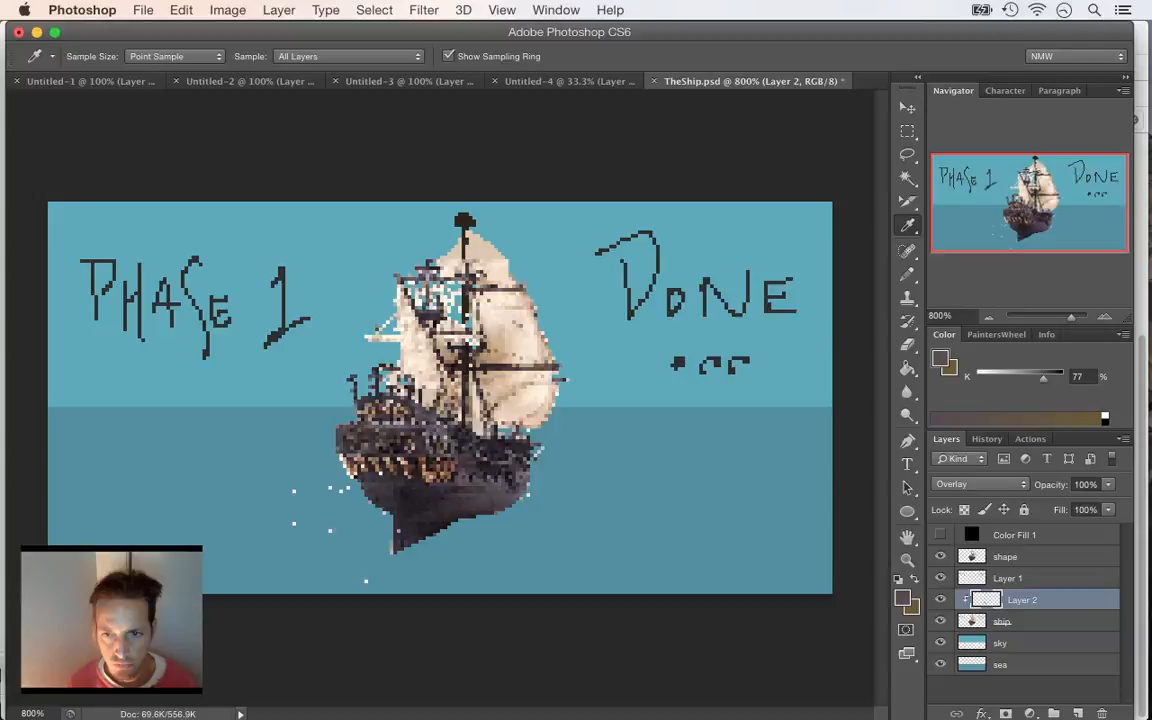 Photoshop File Edit Image Layer Type Select Filter 3D View Window Help
Adobe Photoshop CS6
Sample Size: Point Sample Sample: All Layers Show Sampling Ring NMW
Untitled-1 @ 100% (Layer ... Untitled-2 @ 100% (Layer ... Untitled-3 @ 100% (Layer ... Untitled-4 @ 33.3% (Layer ... TheShip.psd @ 800% (Layer 2, RGB/8) *
Navigator Character Paragraph
PHASE 1 DONE
800%
Color PaintersWheel Info
K 77 %
Layers History Actions
Kind
Overlay Opacity: 100%
Lock: Fill: 100%
Color Fill 1
shape
Layer 1
Layer 2
ship
sky
sea
800% Doc: 69.6K/556.9K